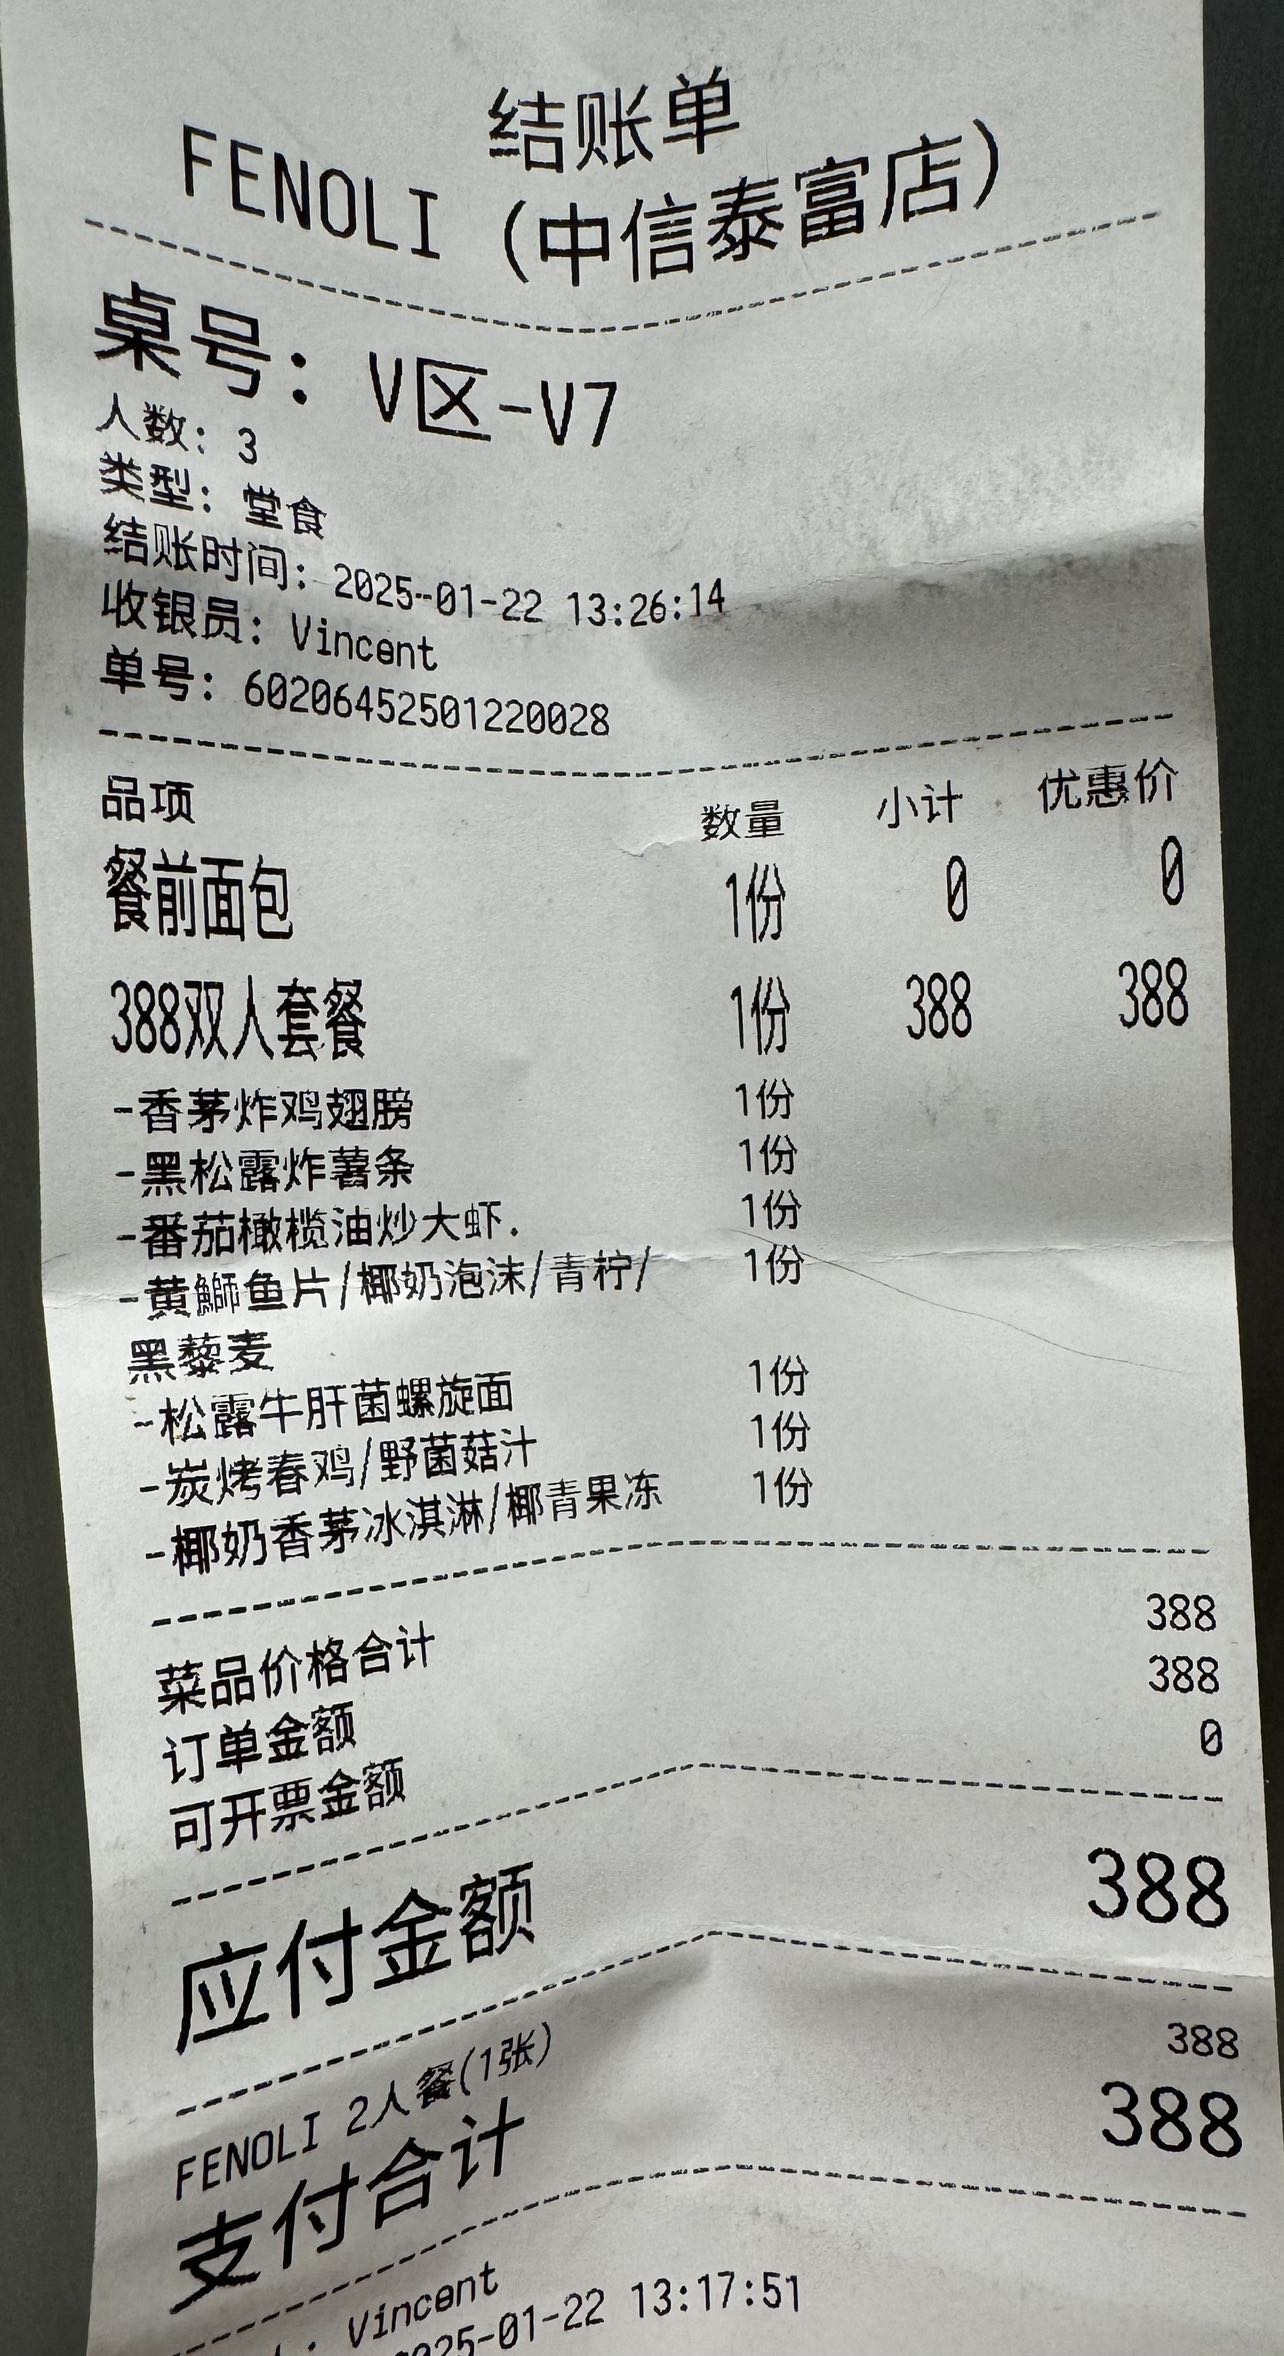 结账单
FENOLI (中信泰富店)
桌号: V区-V7
人数: 3
类型: 堂食
结账时间: 2025-01-22 13:26:14
收银员: Vincent
单号: 60206452501220028
品项 数量 小计 优惠价
餐前面包 1份 0 0
388双人套餐 1份 388 388
-香茅炸鸡翅膀 1份
-黑松露炸薯条 1份
-番茄橄榄油炒大虾. 1份
-黄鰤鱼片/椰奶泡沫/青柠/ 1份
黑藜麦
-松露牛肝菌螺旋面 1份
-炭烤春鸡/野菌菇汁 1份
-椰奶香茅冰淇淋/椰青果冻 1份
菜品价格合计 388
订单金额 388
可开票金额 0
应付金额 388
FENOLI 2人餐(1张) 388
支付合计 388
: Vincent
2025-01-22 13:17:51